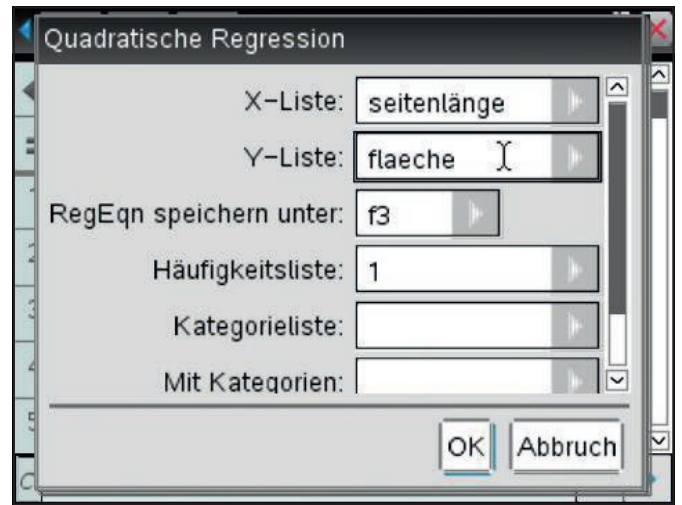 Quadratische Regression
X-Liste: seitenlänge
Y-Liste: flaeche
RegEqn speichern unter: f3
Häufigkeitsliste: 1
Kategorieliste:
Mit Kategorien:
OK Abbruch